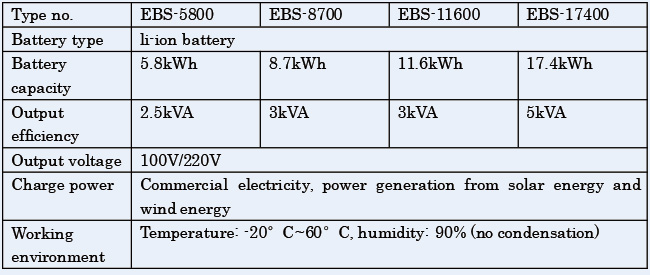 Type no. EBS-5800 EBS-8700 EBS-11600 EBS-17400
Battery type li-ion battery
Battery capacity 5.8kWh 8.7kWh 11.6kWh 17.4kWh
Output efficiency 2.5kVA 3kVA 3kVA 5kVA
Output voltage 100V/220V
Charge power Commercial electricity, power generation from solar energy and
wind energy
Working environment Temperature: -20° C~60° C, humidity: 90% (no condensation)